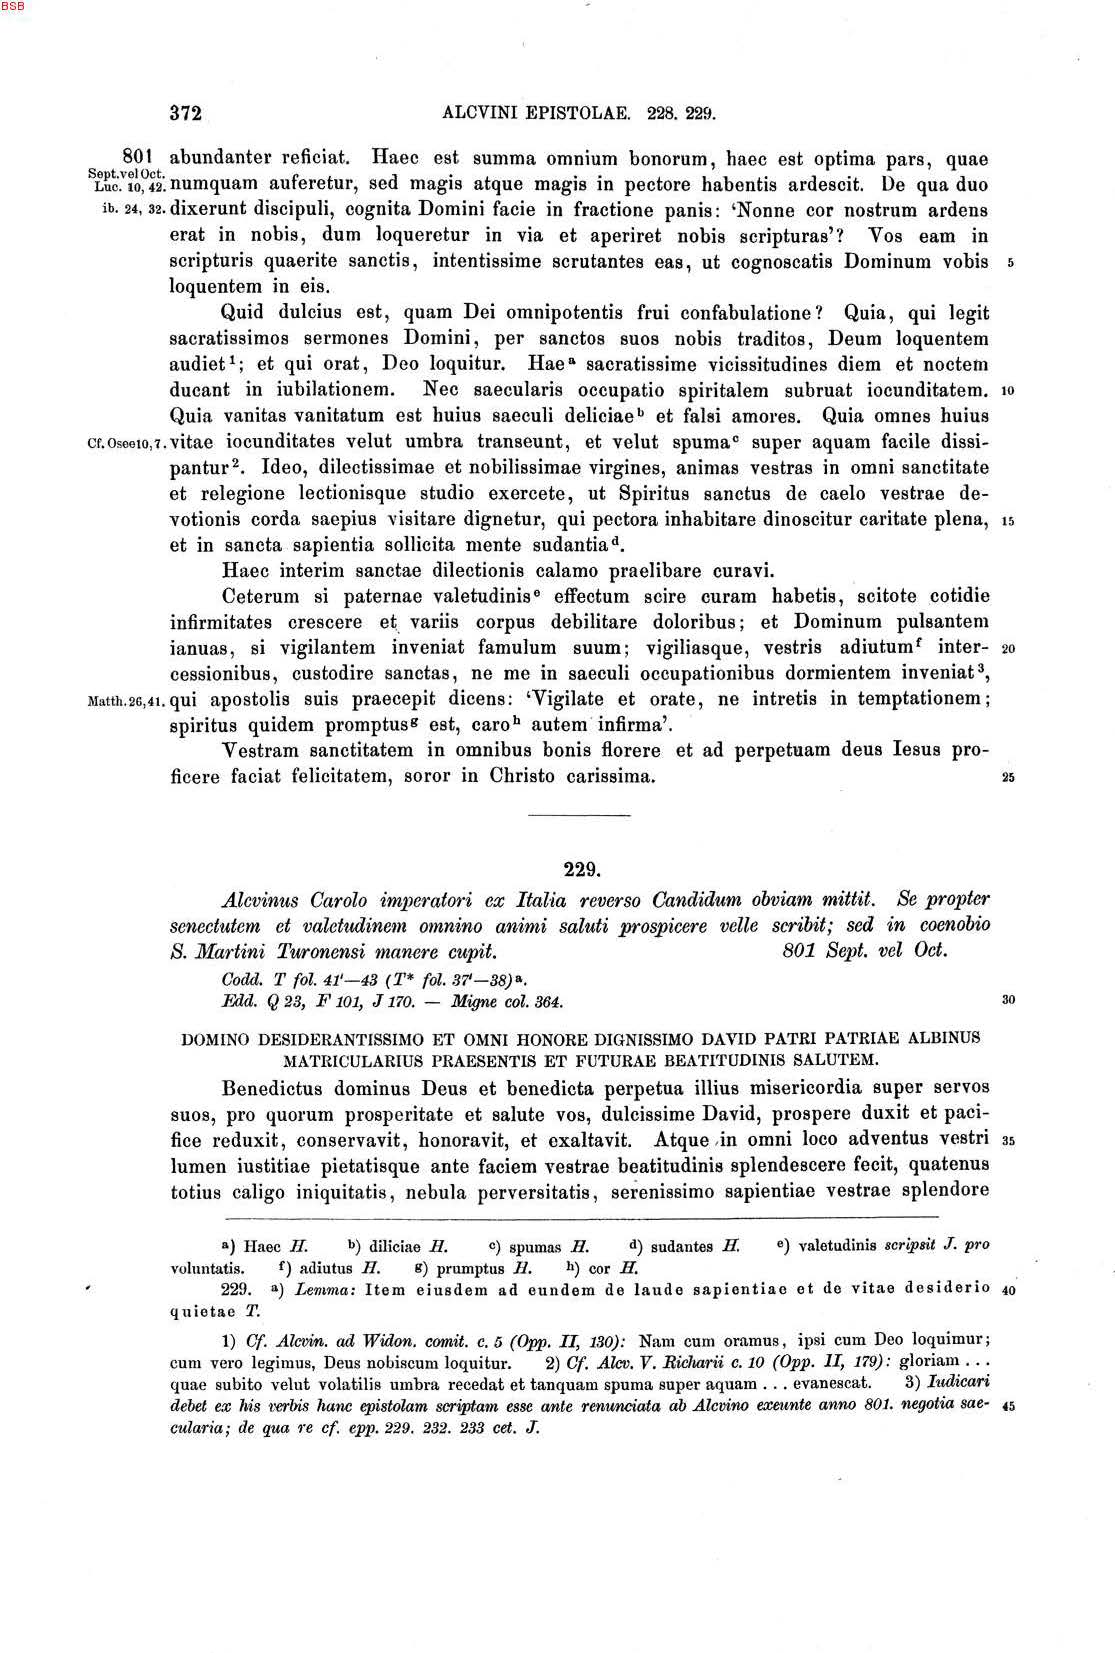 BSB
372 ALCVINI EPISTOLAE. 228. 229.
801 abundanter reficiat. Haec est summa omnium bonorum, haec est optima pars, quae
Sept. vel Oct.
Luc. 10, 42. numquam auferetur, sed magis atque magis in pectore habentis ardescit. De qua duo
ib. 24, 32. dixerunt discipuli, cognita Domini facie in fractione panis: ‘Nonne cor nostrum ardens
erat in nobis, dum loqueretur in via et aperiret nobis scripturas’? Vos eam in
scripturis quaerite sanctis, intentissime scrutantes eas, ut cognoscatis Dominum vobis 5
loquentem in eis.
Quid dulcius est, quam Dei omnipotentis frui confabulatione? Quia, qui legit
sacratissimos sermones Domini, per sanctos suos nobis traditos, Deum loquentem
audiet¹; et qui orat, Deo loquitur. Haeᵃ sacratissime vicissitudines diem et noctem
ducant in iubilationem. Nec saecularis occupatio spiritalem subruat iocunditatem. 10
Quia vanitas vanitatum est huius saeculi deliciaeᵇ et falsi amores. Quia omnes huius
Cf. Osee 10, 7. vitae iocunditates velut umbra transeunt, et velut spumaᶜ super aquam facile dissi-
pantur². Ideo, dilectissimae et nobilissimae virgines, animas vestras in omni sanctitate
et relegione lectionisque studio exercete, ut Spiritus sanctus de caelo vestrae de-
votionis corda saepius visitare dignetur, qui pectora inhabitare dinoscitur caritate plena, 15
et in sancta sapientia sollicita mente sudantiaᵈ.
Haec interim sanctae dilectionis calamo praelibare curavi.
Ceterum si paternae valetudinisᵉ effectum scire curam habetis, scitote cotidie
infirmitates crescere et variis corpus debilitare doloribus; et Dominum pulsantem
ianuas, si vigilantem inveniat famulum suum; vigiliasque, vestris adiutumᶠ inter- 20
cessionibus, custodire sanctas, ne me in saeculi occupationibus dormientem inveniat³,
Matth. 26, 41. qui apostolis suis praecepit dicens: ‘Vigilate et orate, ne intretis in temptationem;
spiritus quidem promptusᵍ est, caroʰ autem infirma’.
Vestram sanctitatem in omnibus bonis florere et ad perpetuam deus Iesus pro-
ficere faciat felicitatem, soror in Christo carissima. 25
229.
Alcvinus Carolo imperatori ex Italia reverso Candidum obviam mittit. Se propter
senectutem et valetudinem omnino animi saluti prospicere velle scribit; sed in coenobio
S. Martini Turonensi manere cupit. 801 Sept. vel Oct.
Codd. T fol. 41'—43 (T* fol. 37'—38)ᵃ.
Edd. Q 23, F 101, J 170. — Migne col. 364. 30
DOMINO DESIDERANTISSIMO ET OMNI HONORE DIGNISSIMO DAVID PATRI PATRIAE ALBINUS
MATRICULARIUS PRAESENTIS ET FUTURAE BEATITUDINIS SALUTEM.
Benedictus dominus Deus et benedicta perpetua illius misericordia super servos
suos, pro quorum prosperitate et salute vos, dulcissime David, prospere duxit et paci-
fice reduxit, conservavit, honoravit, et exaltavit. Atque in omni loco adventus vestri 35
lumen iustitiae pietatisque ante faciem vestrae beatitudinis splendescere fecit, quatenus
totius caligo iniquitatis, nebula perversitatis, serenissimo sapientiae vestrae splendore
a) Haec H. b) diliciae H. c) spumas H. d) sudantes H. e) valetudinis scripsit J. pro
voluntatis. f) adiutus H. g) prumptus H. h) cor H.
229. a) Lemma: Item eiusdem ad eundem de laude sapientiae et de vitae desiderio 40
quietae T.
1) Cf. Alcvin. ad Widon. comit. c. 5 (Opp. II, 130): Nam cum oramus, ipsi cum Deo loquimur;
cum vero legimus, Deus nobiscum loquitur. 2) Cf. Alcv. V. Richarii c. 10 (Opp. II, 179): gloriam . . .
quae subito velut volatilis umbra recedat et tanquam spuma super aquam . . . evanescat. 3) Iudicari
debet ex his verbis hanc epistolam scriptam esse ante renunciata ab Alcvino exeunte anno 801. negotia sae- 45
cularia; de qua re cf. epp. 229. 232. 233 cet. J.